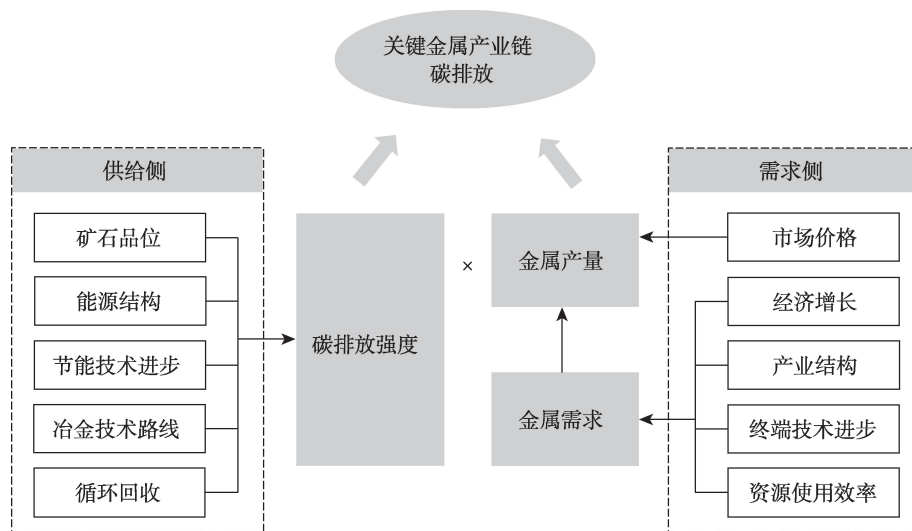 关键金属产业链
碳排放
供给侧
矿石品位
能源结构
节能技术进步
冶金技术路线
循环回收
碳排放强度
×
金属产量
金属需求
需求侧
市场价格
经济增长
产业结构
终端技术进步
资源使用效率